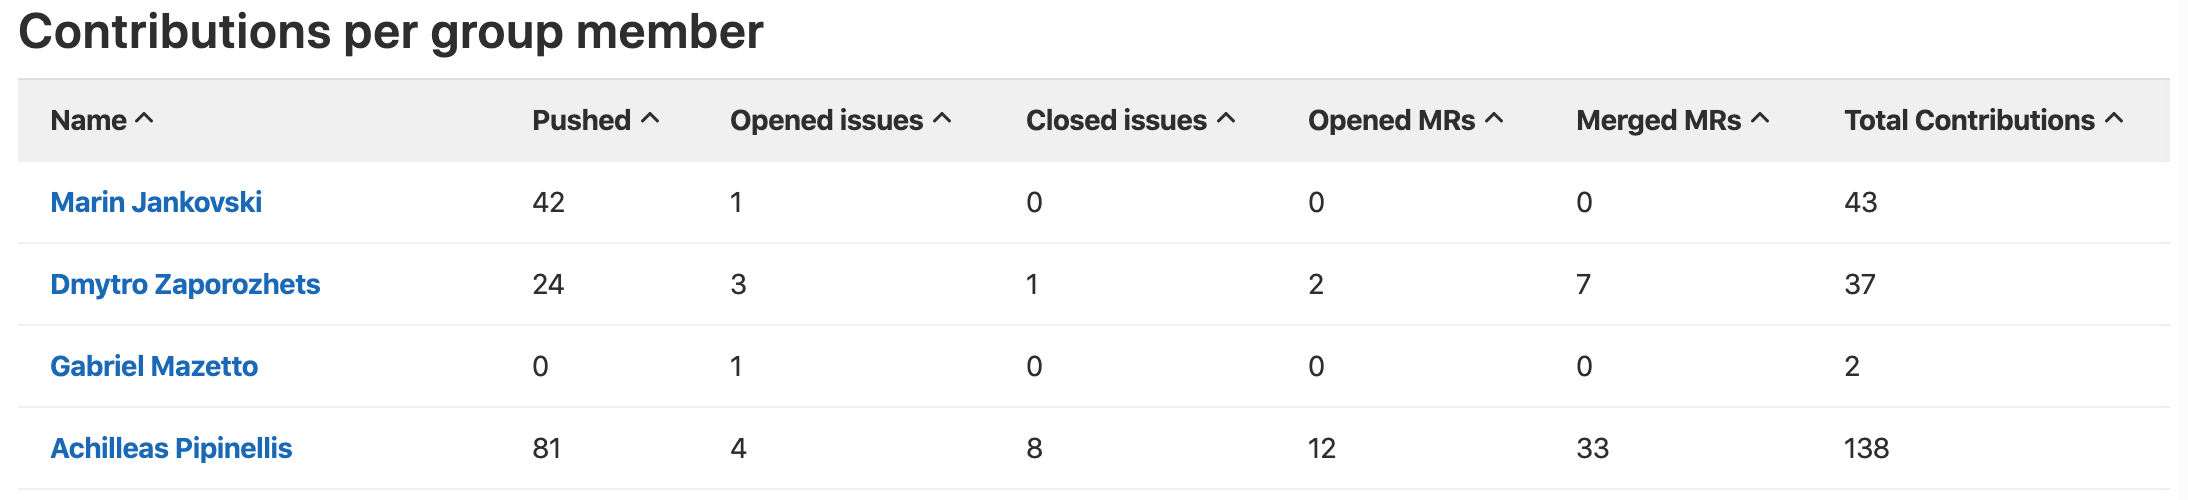 Contributions per group member
Name Pushed Opened issues Closed issues Opened MRs Merged MRs Total Contributions
Marin Jankovski 42 1 0 0 0 43
Dmytro Zaporozhets 24 3 1 2 7 37
Gabriel Mazetto 0 1 0 0 0 2
Achilleas Pipinellis 81 4 8 12 33 138